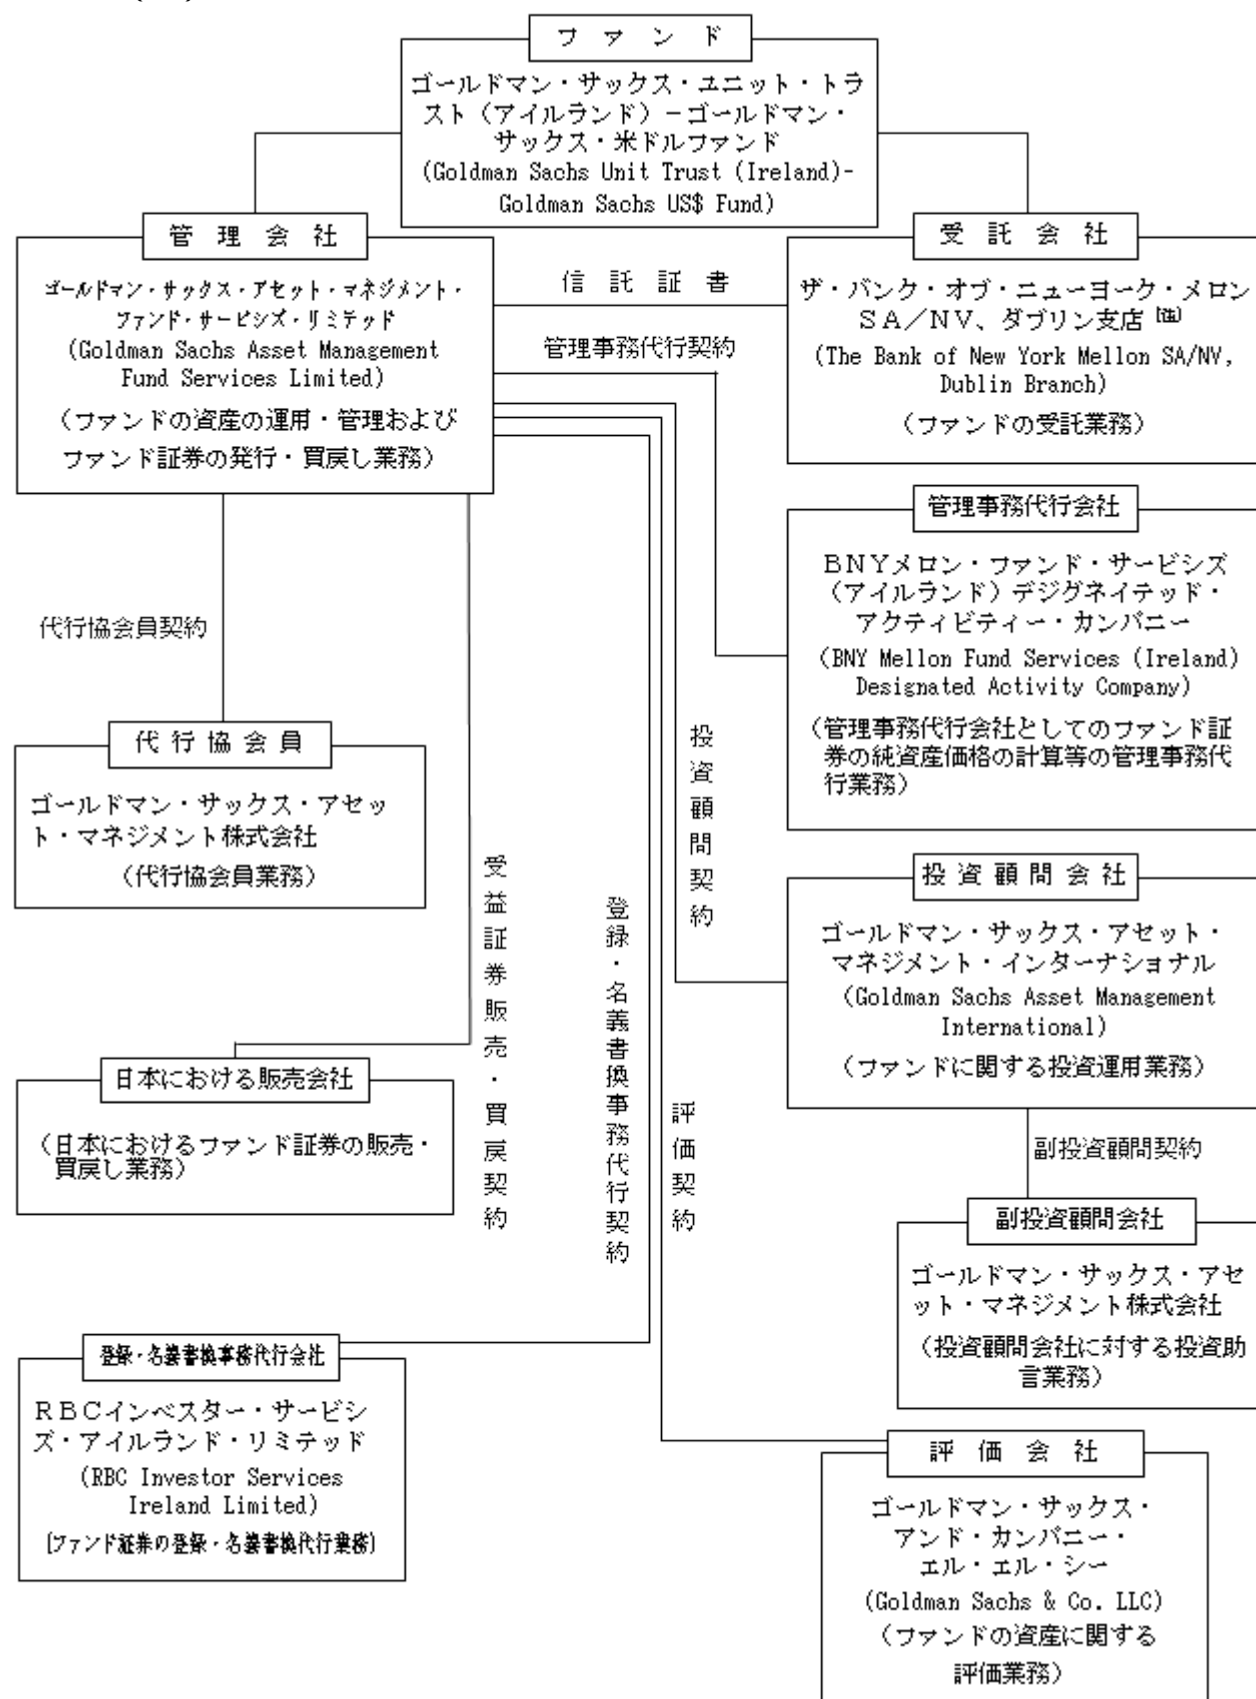 ファンド
ゴールドマン・サックス・ユニット・トラ
スト（アイルランド）－ゴールドマン・
サックス・米ドルファンド
(Goldman Sachs Unit Trust (Ireland)-
Goldman Sachs US$ Fund)
管理会社
ゴールドマン・サックス・アセット・マネジメント・
ファンド・サービシズ・リミテッド
(Goldman Sachs Asset Management
Fund Services Limited)
（ファンドの資産の運用・管理および
ファンド証券の発行・買戻し業務）
信託証書
管理事務代行契約
受託会社
ザ・バンク・オブ・ニューヨーク・メロン
ＳＡ／ＮＶ、ダブリン支店
(The Bank of New York Mellon SA/NV,
Dublin Branch)
（ファンドの受託業務）
管理事務代行会社
ＢＮＹメロン・ファンド・サービシズ
（アイルランド）デジグネイテッド・
アクティビティー・カンパニー
(BNY Mellon Fund Services (Ireland)
Designated Activity Company)
（管理事務代行会社としてのファンド証
券の純資産価格の計算等の管理事務代
行業務）
代行協会員契約
代行協会員
ゴールドマン・サックス・アセッ
ト・マネジメント株式会社
（代行協会員業務）
受益証券販売・買戻契約
登録・名義書換事務代行契約
投資顧問契約
評価契約
投資顧問会社
ゴールドマン・サックス・アセット・
マネジメント・インターナショナル
(Goldman Sachs Asset Management
International)
（ファンドに関する投資運用業務）
日本における販売会社
（日本におけるファンド証券の販売・
買戻し業務）
副投資顧問契約
副投資顧問会社
ゴールドマン・サックス・アセ
ット・マネジメント株式会社
（投資顧問会社に対する投資助
言業務）
登録・名義書換事務代行会社
ＲＢＣインベスター・サービシ
ズ・アイルランド・リミテッド
(RBC Investor Services
Ireland Limited)
(ファンド証券の登録・名義書換代行業務)
評価会社
ゴールドマン・サックス・
アンド・カンパニー・
エル・エル・シー
(Goldman Sachs & Co. LLC)
（ファンドの資産に関する
評価業務）